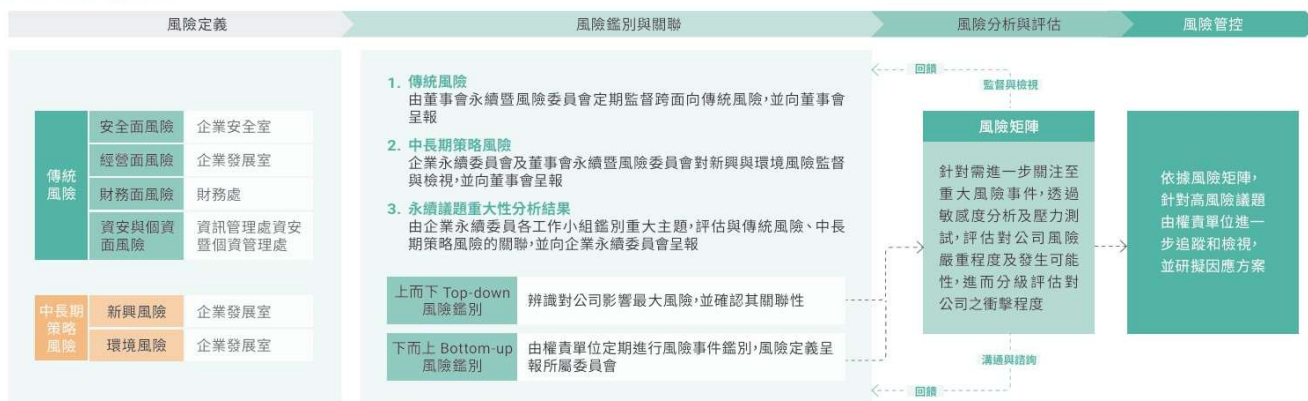 風險定義
風險鑑別與關聯
風險分析與評估
風險管控
傳統
風險
安全面風險
企業安全室
經營面風險
企業發展室
財務面風險
財務處
資安與個資
面風險
資訊管理處資安
暨個資管理處
中長期
策略
風險
新興風險
企業發展室
環境風險
企業發展室
1. 傳統風險
由董事會永續暨風險委員會定期監督跨面向傳統風險,並向董事會
呈報
2. 中長期策略風險
企業永續委員會及董事會永續暨風險委員會對新興與環境風險監督
與檢視,並向董事會呈報
3. 永續議題重大性分析結果
由企業永續委員各工作小組鑑別重大主題,評估與傳統風險、中長
期策略風險的關聯,並向企業永續委員會呈報
上而下 Top-down
風險鑑別
辨識對公司影響最大風險,並確認其關聯性
下而上 Bottom-up
風險鑑別
由權責單位定期進行風險事件鑑別,風險定義呈
報所屬委員會
回饋
監督與檢視
風險矩陣
針對需進一步關注至
重大風險事件,透過
敏感度分析及壓力測
試,評估對公司風險
嚴重程度及發生可能
性,進而分級評估對
公司之衝擊程度
溝通與諮詢
回饋
依據風險矩陣,
針對高風險議題
由權責單位進一
步追蹤和檢視,
並研擬因應方案